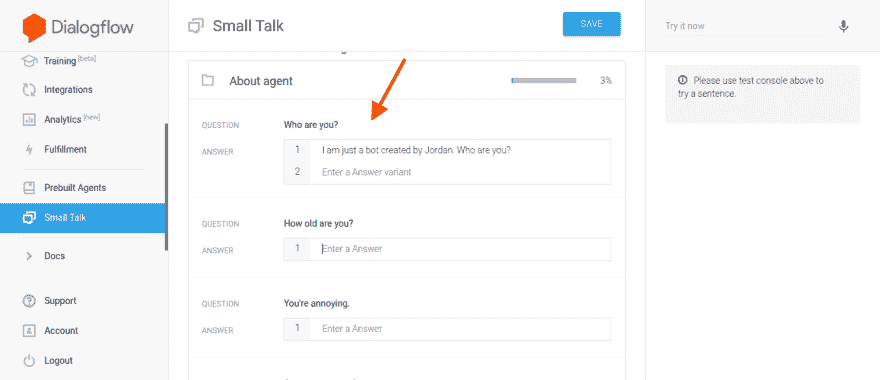 Dialogflow
Small Talk
SAVE
Try it now
Training [beta]
Integrations
Analytics [new]
Fulfillment
Prebuilt Agents
Small Talk
Docs
Support
Account
Logout
About agent
3%
QUESTION
Who are you?
ANSWER
1 I am just a bot created by Jordan. Who are you?
2 Enter a Answer variant
QUESTION
How old are you?
ANSWER
1 Enter a Answer
QUESTION
You're annoying.
ANSWER
1 Enter a Answer
Please use test console above to
try a sentence.